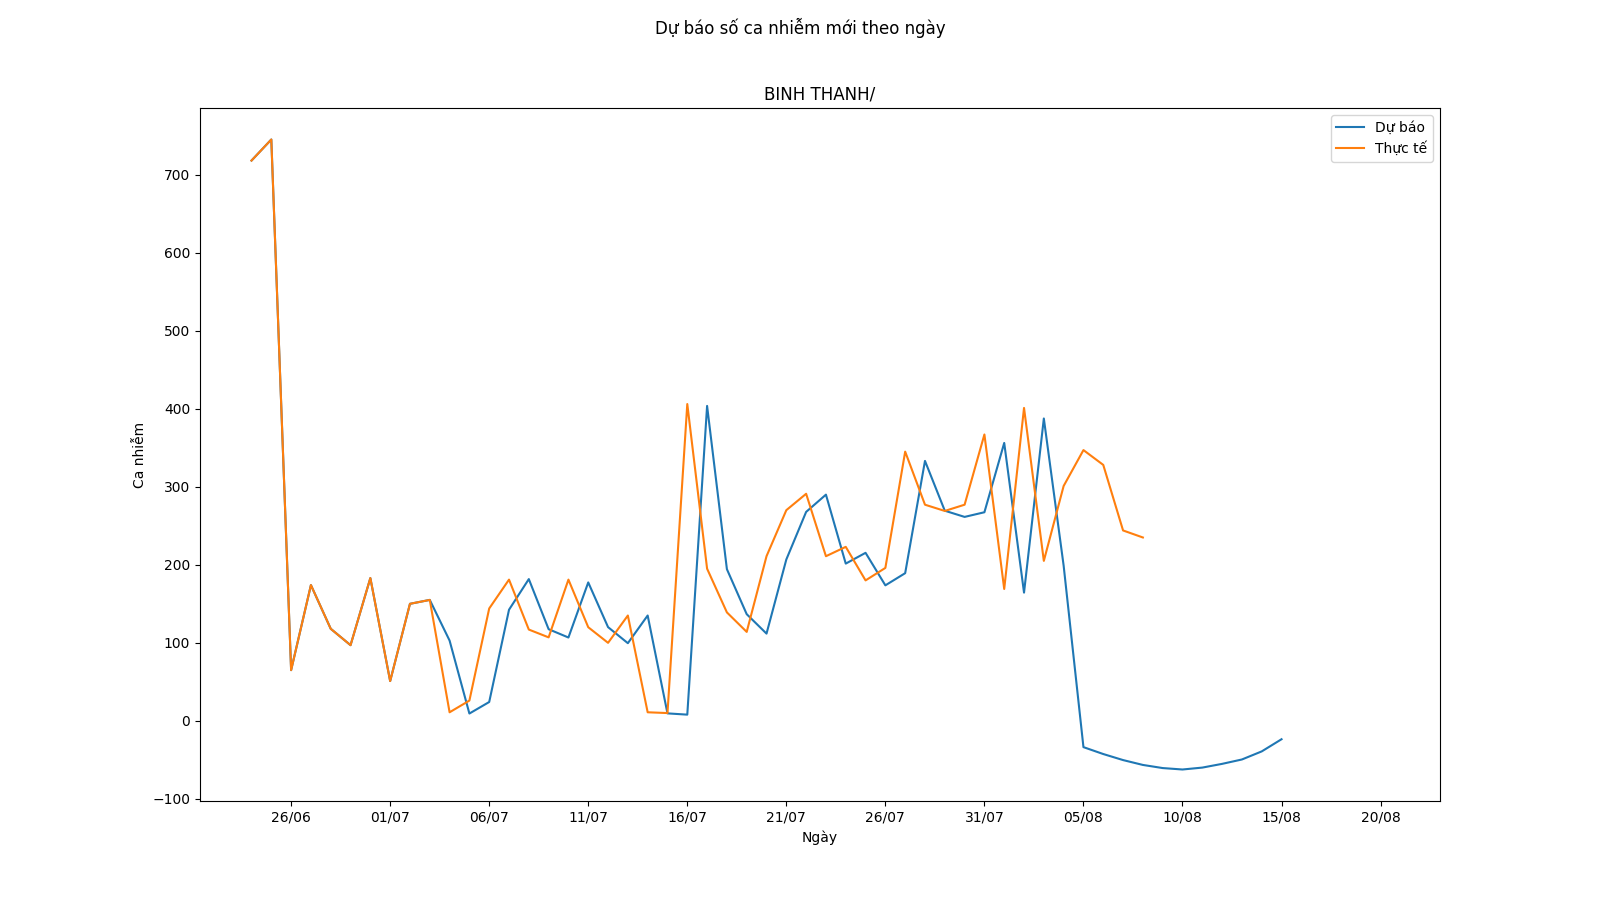 Dự báo số ca nhiễm mới theo ngày
BINH THANH/
Dự báo
Thực tế
700
600
500
400
300
200
100
0
−100
Ca nhiễm
26/06 01/07 06/07 11/07 16/07 21/07 26/07 31/07 05/08 10/08 15/08 20/08
Ngày